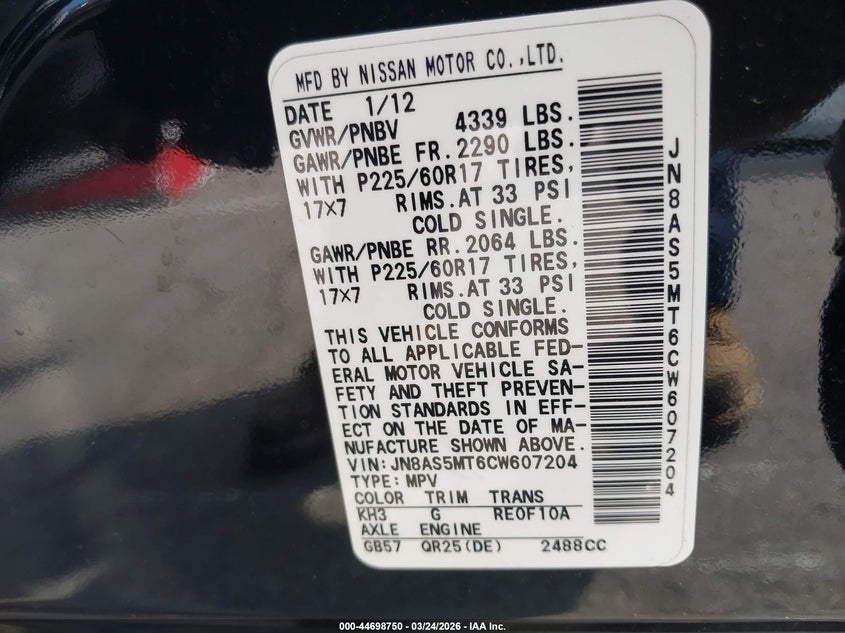 MFD BY NISSAN MOTOR CO.,LTD.
DATE 1/12
GVWR/PNBV 4339 LBS.
GAWR/PNBE FR. 2290 LBS.
WITH P225/60R17 TIRES,
17X7 RIMS.AT 33 PSI
COLD SINGLE.
GAWR/PNBE RR. 2064 LBS.
WITH P225/60R17 TIRES,
17X7 RIMS.AT 33 PSI
COLD SINGLE.
THIS VEHICLE CONFORMS
TO ALL APPLICABLE FED-
ERAL MOTOR VEHICLE SA-
FETY AND THEFT PREVEN-
TION STANDARDS IN EFF-
ECT ON THE DATE OF MA-
NUFACTURE SHOWN ABOVE.
VIN:JN8AS5MT6CW607204
TYPE:MPV
COLOR TRIM TRANS
KH3 G RE0F10A
AXLE ENGINE
GB57 QR25(DE) 2488CC
JN8AS5MT6CW607204
000-44698750 — 03/24/2026 — IAA Inc.